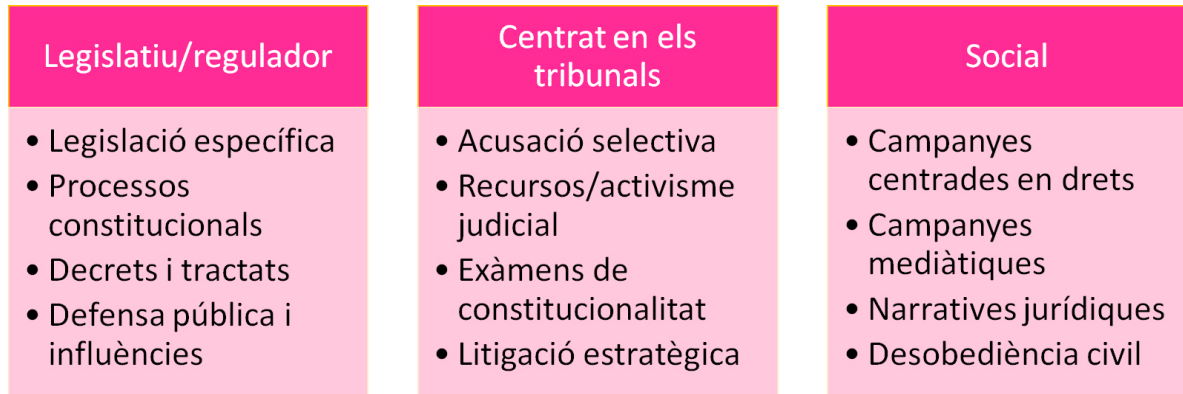 Legislatiu/regulador
• Legislació específica
• Processos
constitucionals
• Decrets i tractats
• Defensa pública i
influències
Centrat en els
tribunals
• Acusació selectiva
• Recursos/activisme
judicial
• Exàmens de
constitucionalitat
• Litigació estratègica
Social
• Campanyes
centrades en drets
• Campanyes
mediàtiques
• Narratives jurídiques
• Desobediència civil